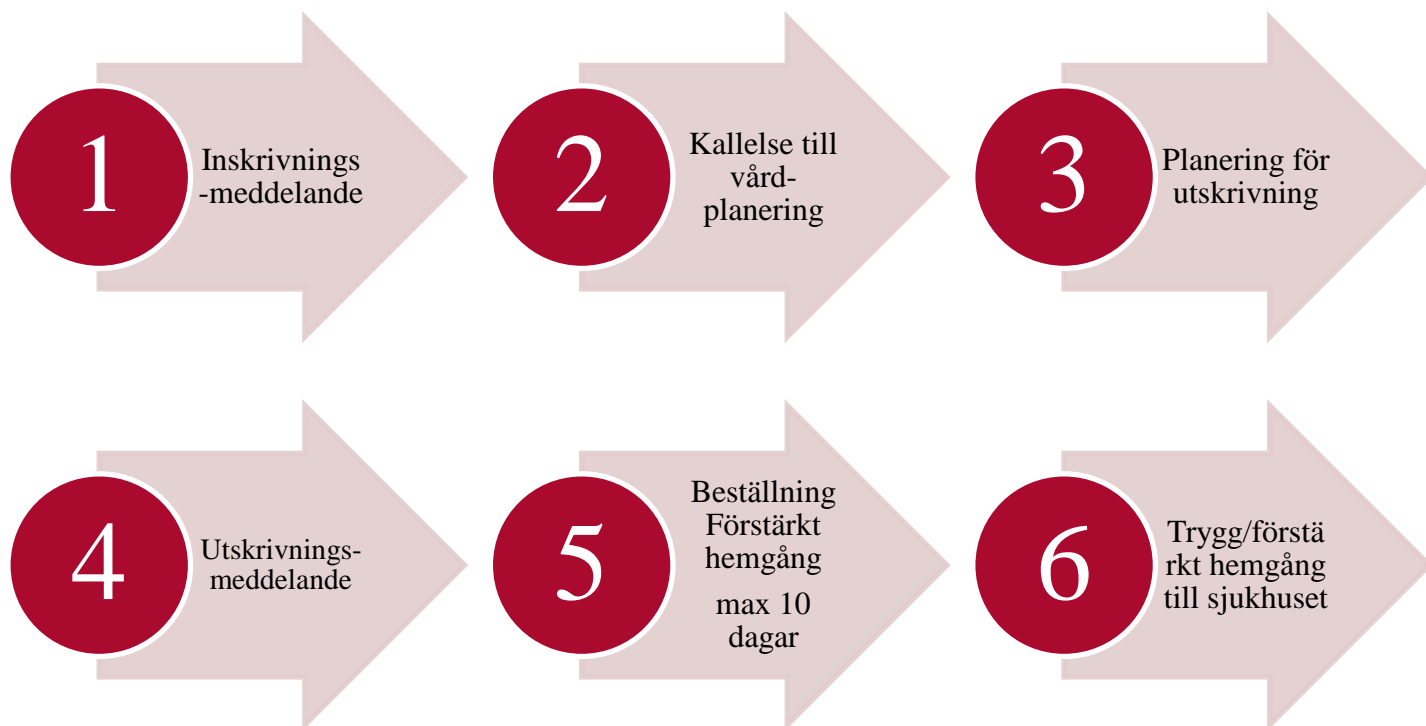 1
Inskrivnings
-meddelande
2
Kallelse till
vård-
planering
3
Planering för
utskrivning
4
Utskrivnings-
meddelande
5
Beställning
Förstärkt
hemgång
max 10
dagar
6
Trygg/förstä
rkt hemgång
till sjukhuset